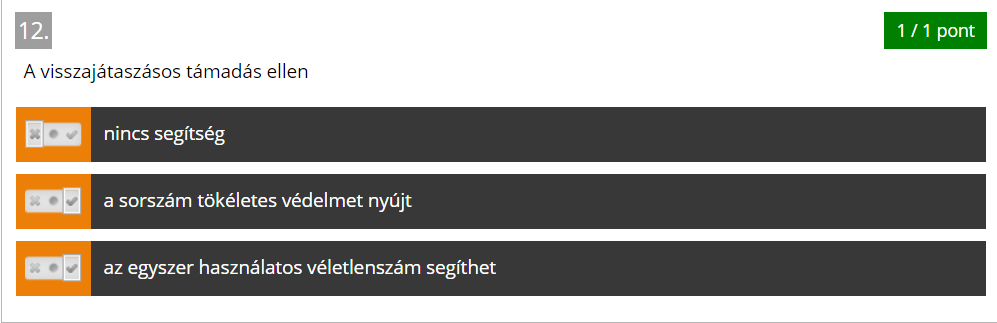 12.
1 / 1 pont
A visszajátaszásos támadás ellen
nincs segítség
a sorszám tökéletes védelmet nyújt
az egyszer használatos véletlenszám segíthet